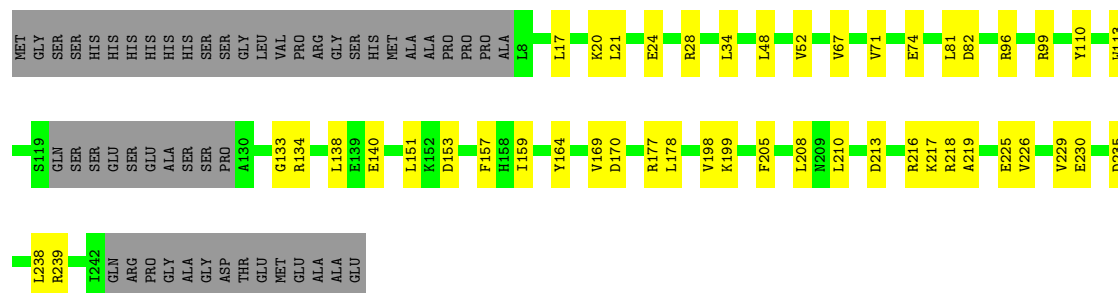 MET GLY SER SER HIS HIS HIS HIS HIS HIS SER SER GLY LEU VAL PRO ARG GLY SER HIS MET ALA ALA PRO PRO PRO ALA L8 L17 K20 L21 E24 R28 L34 L48 V52 V67 V71 E74 L81 D82 R96 R99 Y110 W113
S119 GLN SER SER GLU SER GLU ALA SER SER PRO A130 G133 R134 L138 E139 E140 L151 K152 D153 F157 H158 I159 Y164 V169 D170 R177 L178 V198 K199 F205 L208 N209 L210 D213 R216 K217 R218 A219 E225 V226 V229 E230
L238 R239 I242 GLN ARG PRO GLY ALA GLY ASP THR GLU MET GLU ALA ALA GLU